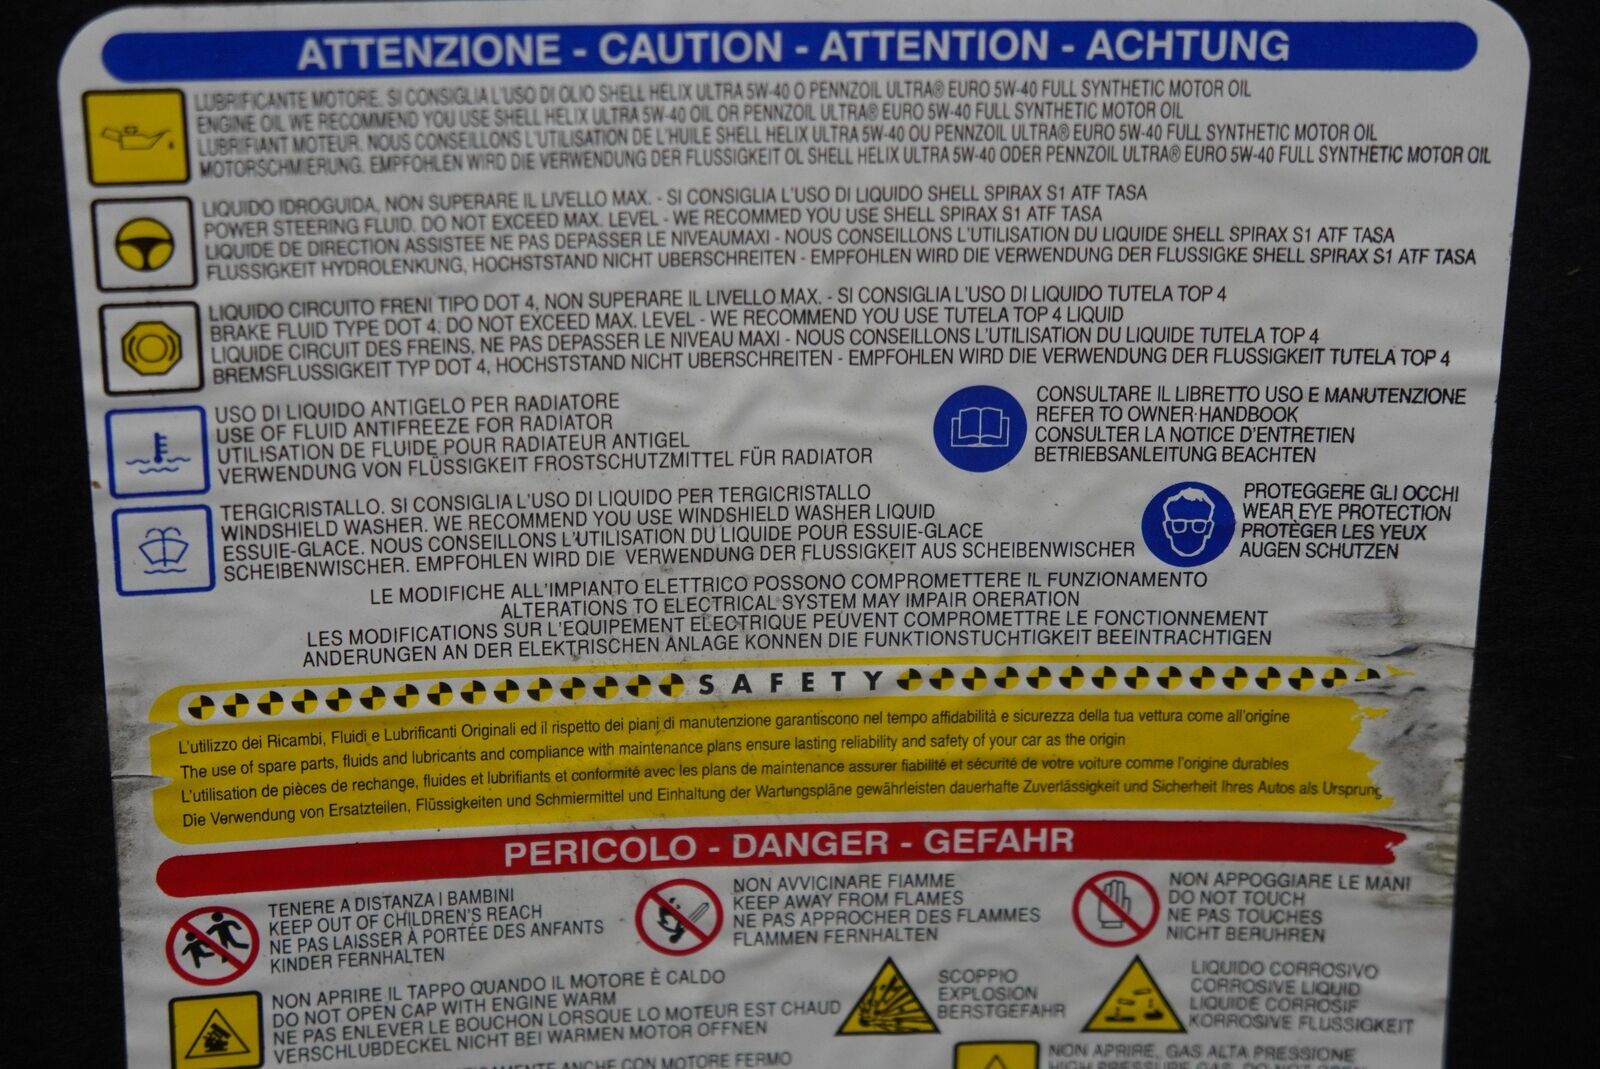 ATTENZIONE - CAUTION - ATTENTION - ACHTUNG
LUBRIFICANTE MOTORE. SI CONSIGLIA L'USO DI OLIO SHELL HELIX ULTRA 5W-40 O PENNZOIL ULTRA® EURO 5W-40 FULL SYNTHETIC MOTOR OIL
ENGINE OIL WE RECOMMEND YOU USE SHELL HELIX ULTRA 5W-40 OIL OR PENNZOIL ULTRA® EURO 5W-40 FULL SYNTHETIC MOTOR OIL
LUBRIFIANT MOTEUR. NOUS CONSEILLONS L'UTILISATION DE L'HUILE SHELL HELIX ULTRA 5W-40 OU PENNZOIL ULTRA® EURO 5W-40 FULL SYNTHETIC MOTOR OIL
MOTORSCHMIERUNG. EMPFOHLEN WIRD DIE VERWENDUNG DER FLUSSIGKEIT OL SHELL HELIX ULTRA 5W-40 ODER PENNZOIL ULTRA® EURO 5W-40 FULL SYNTHETIC MOTOR OIL
LIQUIDO IDROGUIDA, NON SUPERARE IL LIVELLO MAX. - SI CONSIGLIA L'USO DI LIQUIDO SHELL SPIRAX S1 ATF TASA
POWER STEERING FLUID. DO NOT EXCEED MAX. LEVEL - WE RECOMMED YOU USE SHELL SPIRAX S1 ATF TASA
LIQUIDE DE DIRECTION ASSISTEE NE PAS DEPASSER LE NIVEAUMAXI - NOUS CONSEILLONS L'UTILISATION DU LIQUIDE SHELL SPIRAX S1 ATF TASA
FLUSSIGKEIT HYDROLENKUNG, HOCHSTSTAND NICHT UBERSCHREITEN - EMPFOHLEN WIRD DIE VERWENDUNG DER FLUSSIGKE SHELL SPIRAX S1 ATF TASA
LIQUIDO CIRCUITO FRENI TIPO DOT 4, NON SUPERARE IL LIVELLO MAX. - SI CONSIGLIA L'USO DI LIQUIDO TUTELA TOP 4
BRAKE FLUID TYPE DOT 4. DO NOT EXCEED MAX. LEVEL - WE RECOMMEND YOU USE TUTELA TOP 4 LIQUID
LIQUIDE CIRCUIT DES FREINS, NE PAS DEPASSER LE NIVEAU MAXI - NOUS CONSEILLONS L'UTILISATION DU LIQUIDE TUTELA TOP 4
BREMSFLUSSIGKEIT TYP DOT 4, HOCHSTSTAND NICHT UBERSCHREITEN - EMPFOHLEN WIRD DIE VERWENDUNG DER FLUSSIGKEIT TUTELA TOP 4
USO DI LIQUIDO ANTIGELO PER RADIATORE
USE OF FLUID ANTIFREEZE FOR RADIATOR
UTILISATION DE FLUIDE POUR RADIATEUR ANTIGEL
VERWENDUNG VON FLÜSSIGKEIT FROSTSCHUTZMITTEL FÜR RADIATOR
CONSULTARE IL LIBRETTO USO E MANUTENZIONE
REFER TO OWNER HANDBOOK
CONSULTER LA NOTICE D'ENTRETIEN
BETRIEBSANLEITUNG BEACHTEN
TERGICRISTALLO. SI CONSIGLIA L'USO DI LIQUIDO PER TERGICRISTALLO
WINDSHIELD WASHER. WE RECOMMEND YOU USE WINDSHIELD WASHER LIQUID
ESSUIE-GLACE. NOUS CONSEILLONS L'UTILISATION DU LIQUIDE POUR ESSUIE-GLACE
SCHEIBENWISCHER. EMPFOHLEN WIRD DIE VERWENDUNG DER FLUSSIGKEIT AUS SCHEIBENWISCHER
PROTEGGERE GLI OCCHI
WEAR EYE PROTECTION
PROTÈGER LES YEUX
AUGEN SCHUTZEN
LE MODIFICHE ALL'IMPIANTO ELETTRICO POSSONO COMPROMETTERE IL FUNZIONAMENTO
ALTERATIONS TO ELECTRICAL SYSTEM MAY IMPAIR ORERATION
LES MODIFICATIONS SUR L'EQUIPEMENT ELECTRIQUE PEUVENT COMPROMETTRE LE FONCTIONNEMENT
ANDERUNGEN AN DER ELEKTRISCHEN ANLAGE KONNEN DIE FUNKTIONSTUCHTIGKEIT BEEINTRACHTIGEN
SAFETY
L'utilizzo dei Ricambi, Fluidi e Lubrificanti Originali ed il rispetto dei piani di manutenzione garantiscono nel tempo affidabilità e sicurezza della tua vettura come all'origine
The use of spare parts, fluids and lubricants and compliance with maintenance plans ensure lasting reliability and safety of your car as the origin
L'utilisation de pièces de rechange, fluides et lubrifiants et conformité avec les plans de maintenance assurer fiabilité et sécurité de votre voiture comme l'origine durables
Die Verwendung von Ersatzteilen, Flüssigkeiten und Schmiermittel und Einhaltung der Wartungspläne gewährleisten dauerhafte Zuverlässigkeit und Sicherheit Ihres Autos als Ursprung
PERICOLO - DANGER - GEFAHR
TENERE A DISTANZA I BAMBINI
KEEP OUT OF CHILDREN'S REACH
NE PAS LAISSER À PORTÉE DES ANFANTS
KINDER FERNHALTEN
NON AVVICINARE FIAMME
KEEP AWAY FROM FLAMES
NE PAS APPROCHER DES FLAMMES
FLAMMEN FERNHALTEN
NON APPOGGIARE LE MANI
DO NOT TOUCH
NE PAS TOUCHES
NICHT BERUHREN
NON APRIRE IL TAPPO QUANDO IL MOTORE È CALDO
DO NOT OPEN CAP WITH ENGINE WARM
NE PAS ENLEVER LE BOUCHON LORSQUE LO MOTEUR EST CHAUD
VERSCHLUBDECKEL NICHT BEI WARMEN MOTOR OFFNEN
SCOPPIO
EXPLOSION
BERSTGEFAHR
LIQUIDO CORROSIVO
CORROSIVE LIQUID
LIQUIDE CORROSIF
KORROSIVE FLUSSIGKEIT
ANCHE CON MOTORE FERMO
NON APRIRE, GAS ALTA PRESSIONE
HIGH PRESSURE GAS, DO NOT OPEN